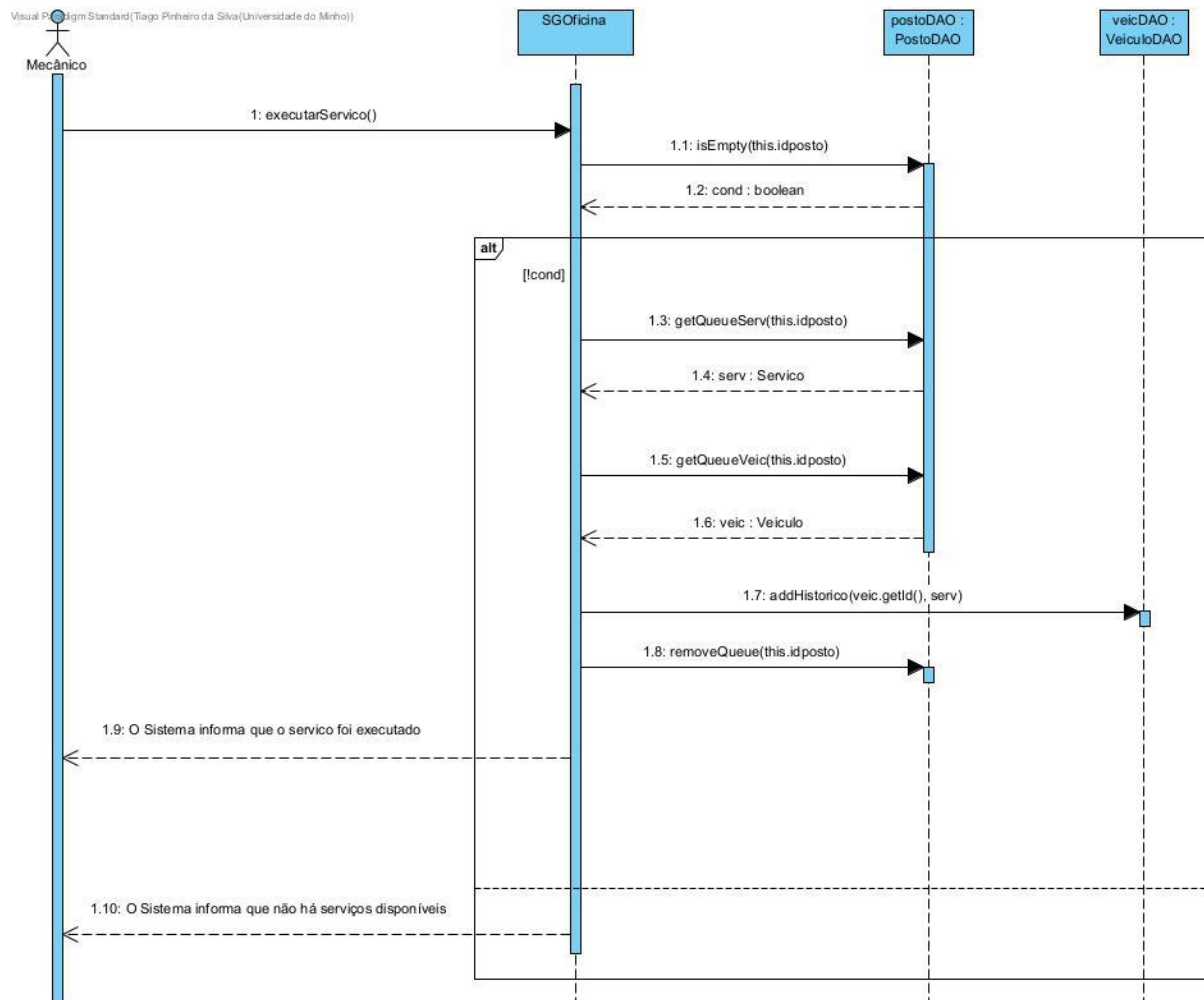 Visual Paradigm Standard(Tiago Pinheiro da Silva(Universidade do Minho))
Mecânico
SGOficina
postoDAO :
PostoDAO
veicDAO :
VeiculoDAO
1: executarServico()
1.1: isEmpty(this.idposto)
1.2: cond : boolean
alt
[!cond]
1.3: getQueueServ(this.idposto)
1.4: serv : Servico
1.5: getQueueVeic(this.idposto)
1.6: veic : Veiculo
1.7: addHistorico(veic.getId(), serv)
1.8: removeQueue(this.idposto)
1.9: O Sistema informa que o servico foi executado
1.10: O Sistema informa que não há serviços disponíveis